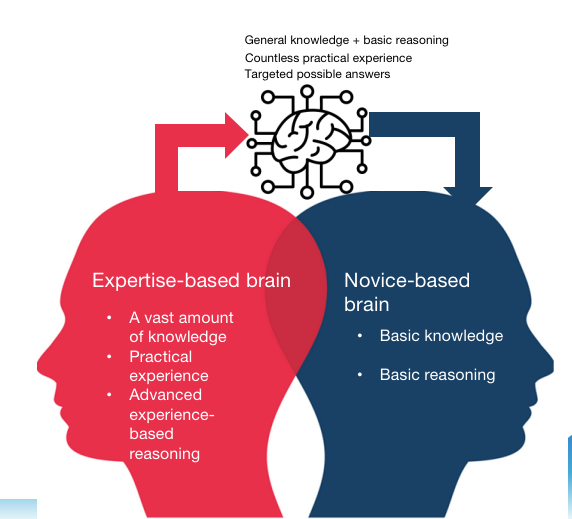 General knowledge + basic reasoning
Countless practical experience
Targeted possible answers
Expertise-based brain
• A vast amount
of knowledge
• Practical
experience
• Advanced
experience-
based
reasoning
Novice-based
brain
• Basic knowledge
• Basic reasoning